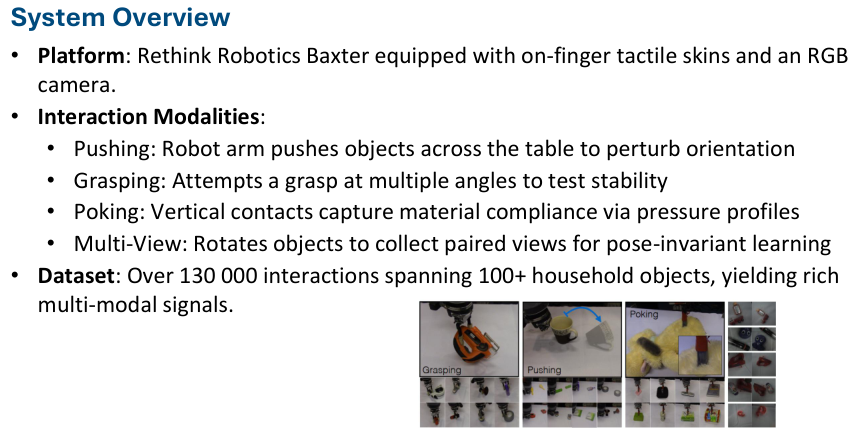 System Overview
• Platform: Rethink Robotics Baxter equipped with on-finger tactile skins and an RGB
camera.
• Interaction Modalities:
• Pushing: Robot arm pushes objects across the table to perturb orientation
• Grasping: Attempts a grasp at multiple angles to test stability
• Poking: Vertical contacts capture material compliance via pressure profiles
• Multi-View: Rotates objects to collect paired views for pose-invariant learning
• Dataset: Over 130 000 interactions spanning 100+ household objects, yielding rich
multi-modal signals.
Grasping
Pushing
Poking